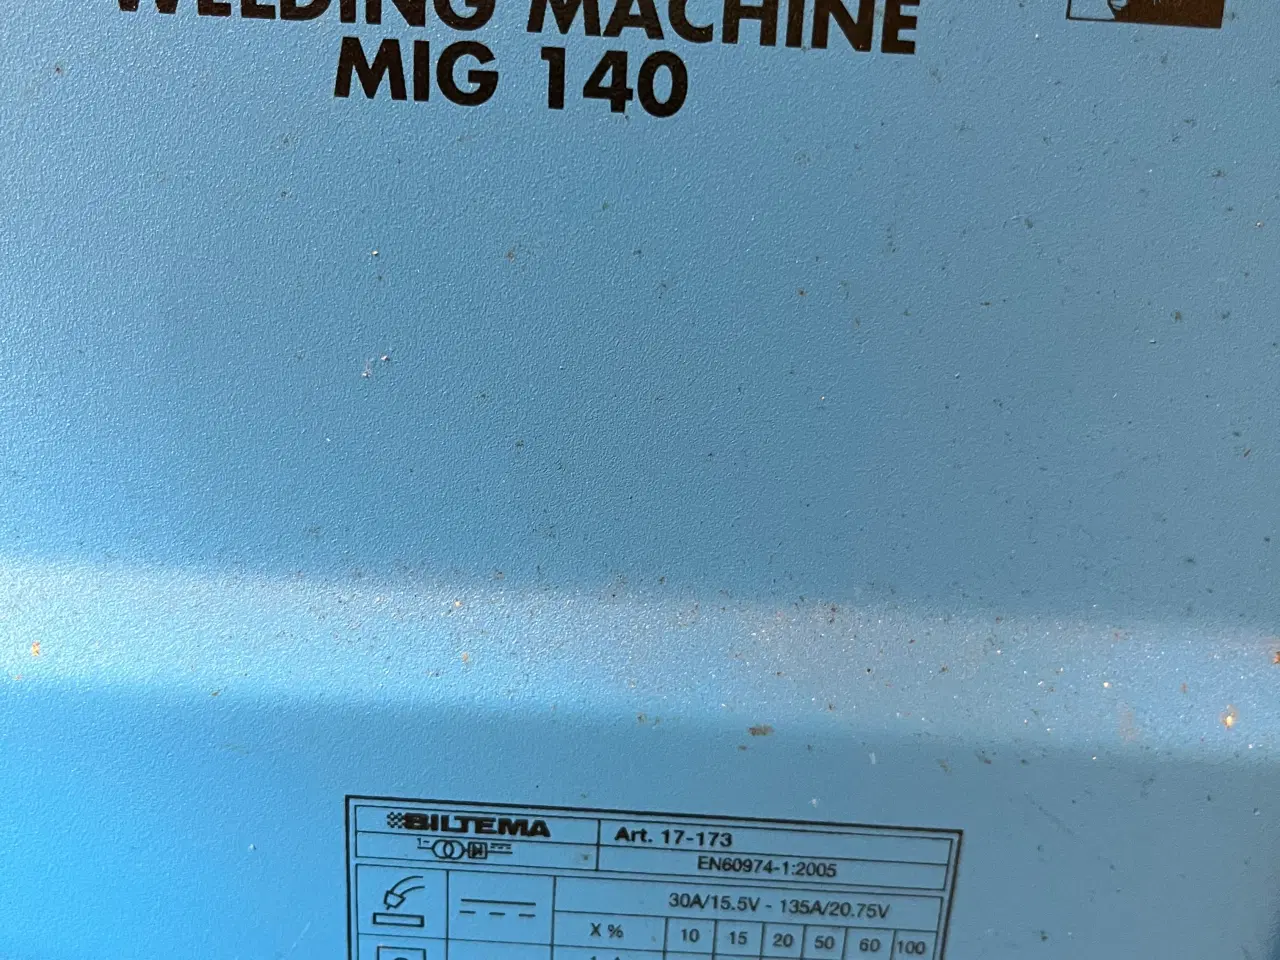 WELDING MACHINE
MIG 140
BILTEMA
Art. 17-173
1~
EN60974-1:2005
30A/15.5V - 135A/20.75V
X % 10 15 20 50 60 100